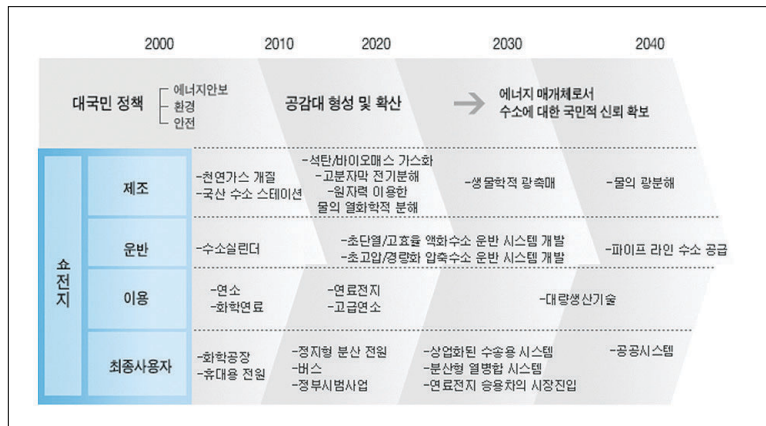 2000 2010 2020 2030 2040
대국민 정책
에너지안보
환경
안전
공감대 형성 및 확산
에너지 매개체로서
수소에 대한 국민적 신뢰 확보
쇼전지
제조
-천연가스 개질
-국산 수소 스테이션
-석탄/바이오매스 가스화
-고분자막 전기분해
-원자력 이용한
물의 열화학적 분해
-생물학적 광촉매
-물의 광분해
운반
-수소실린더
-초단열/고효율 액화수소 운반 시스템 개발
-초고압/경량화 압축수소 운반 시스템 개발
-파이프 라인 수소 공급
이용
-연소
-화학연료
-연료전지
-고급연소
-대량생산기술
최종사용자
-화학공장
-휴대용 전원
-정지형 분산 전원
-버스
-정부시범사업
-상업화된 수송용 시스템
-분산형 열병합 시스템
-연료전지 승용차의 시장진입
-공공시스템